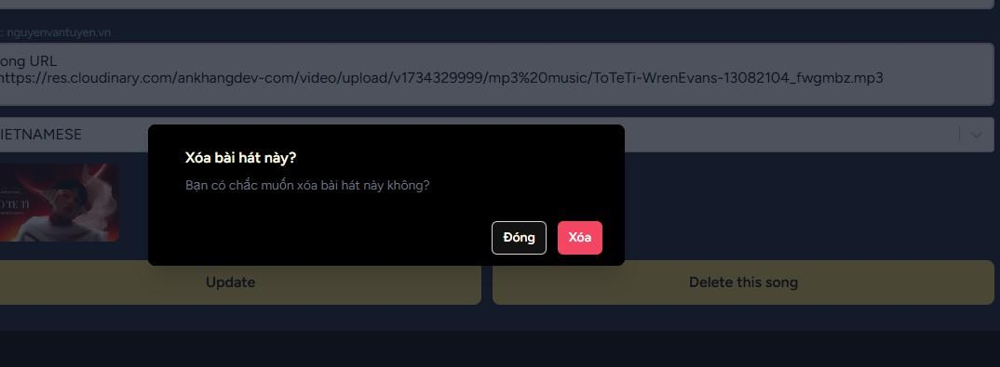 : nguyenvantuyen.vn
ong URL
https://res.cloudinary.com/ankhangdev-com/video/upload/v1734329999/mp3%20music/ToTeTi-WrenEvans-13082104_fwgmbz.mp3
IETNAMESE
Xóa bài hát này?
Bạn có chắc muốn xóa bài hát này không?
Đóng
Xóa
Update
Delete this song